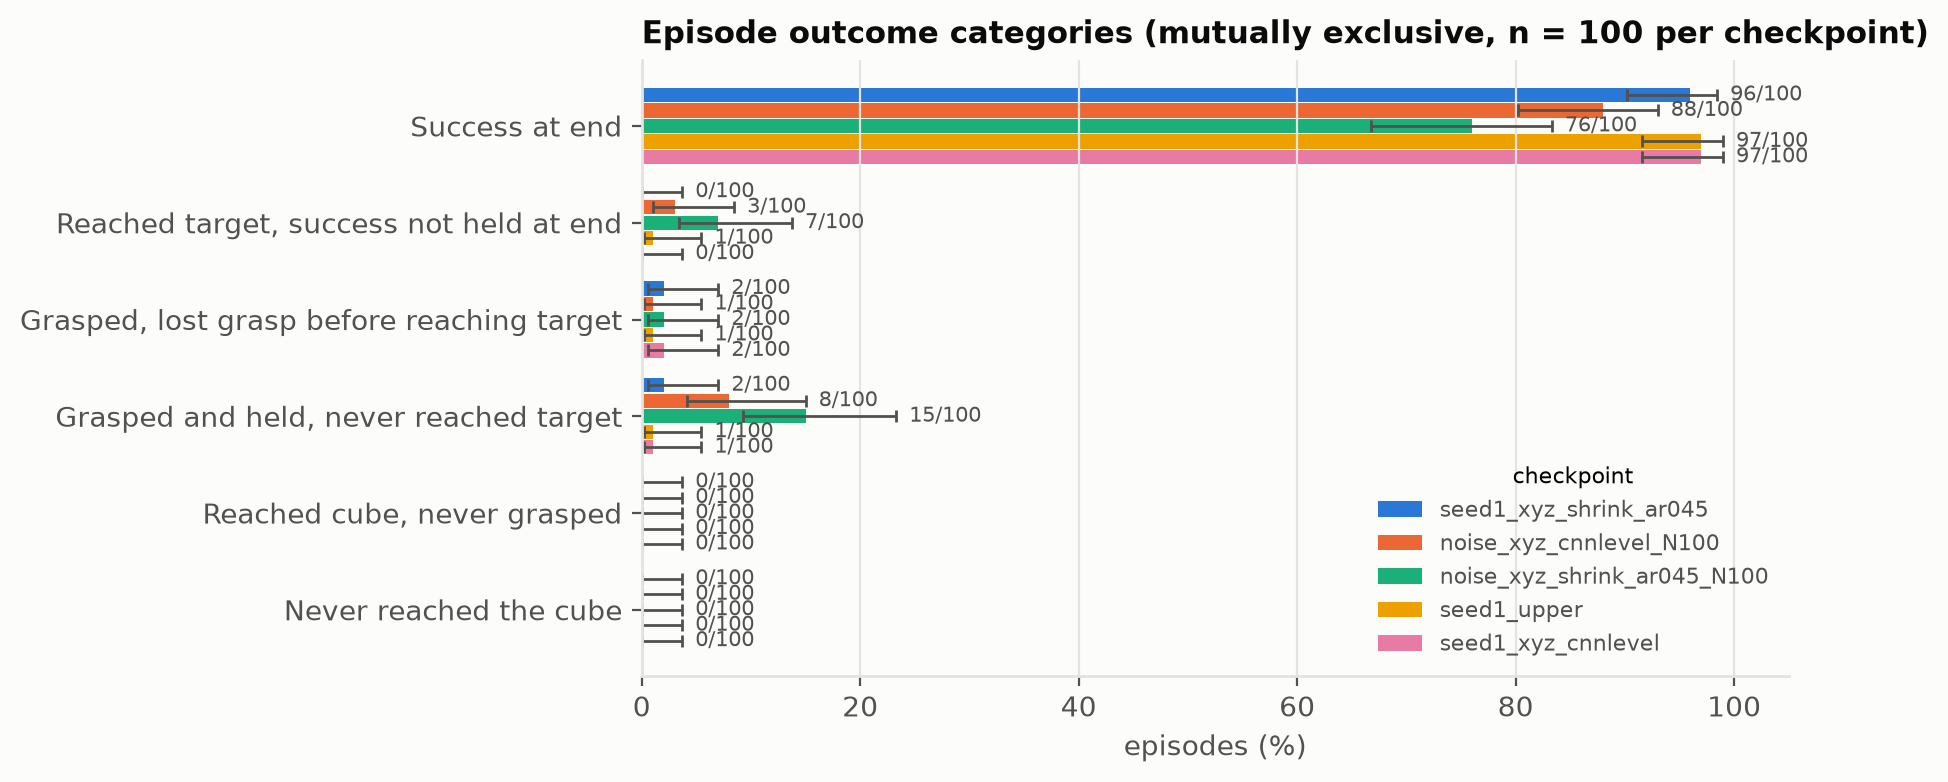 Episode outcome categories (mutually exclusive, n = 100 per checkpoint)
Success at end
96/100
88/100
76/100
97/100
97/100
Reached target, success not held at end
0/100
3/100
7/100
1/100
0/100
Grasped, lost grasp before reaching target
2/100
1/100
2/100
1/100
2/100
Grasped and held, never reached target
2/100
8/100
15/100
1/100
1/100
Reached cube, never grasped
0/100
0/100
0/100
0/100
0/100
Never reached the cube
0/100
0/100
0/100
0/100
0/100
checkpoint
seed1_xyz_shrink_ar045
noise_xyz_cnnlevel_N100
noise_xyz_shrink_ar045_N100
seed1_upper
seed1_xyz_cnnlevel
0 20 40 60 80 100
episodes (%)